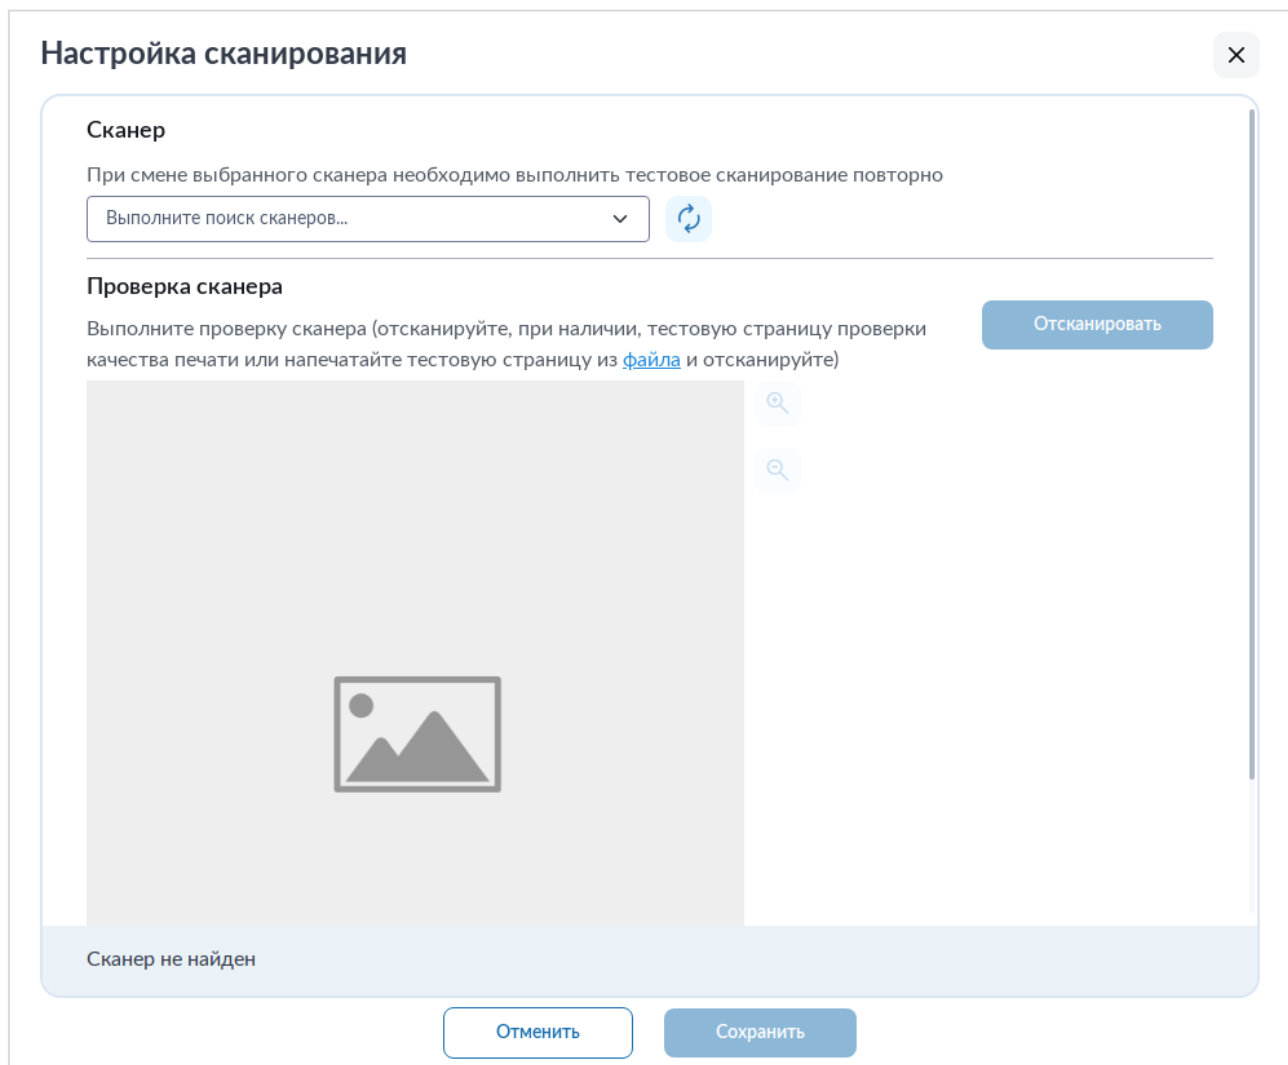 Настройка сканирования
Сканер
При смене выбранного сканера необходимо выполнить тестовое сканирование повторно
Выполните поиск сканеров...
Проверка сканера
Выполните проверку сканера (отсканируйте, при наличии, тестовую страницу проверки
качества печати или напечатайте тестовую страницу из файла и отсканируйте)
Отсканировать
Сканер не найден
Отменить
Сохранить